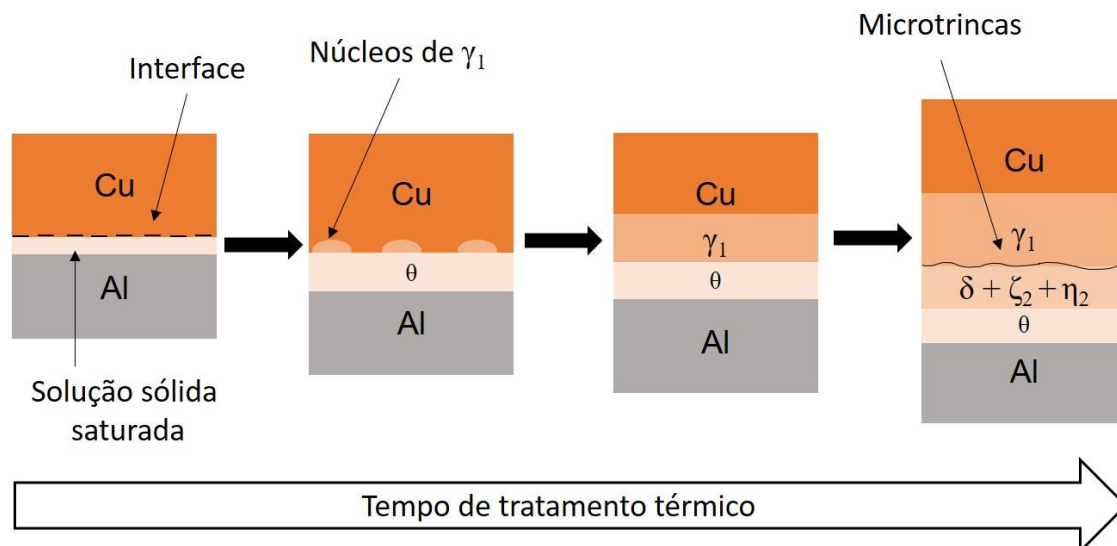 Interface
Cu
Al
Solução sólida
saturada
Núcleos de γ₁
Cu
θ
Al
Cu
γ₁
θ
Al
Microtrincas
Cu
γ₁
δ + ζ₂ + η₂
θ
Al
Tempo de tratamento térmico